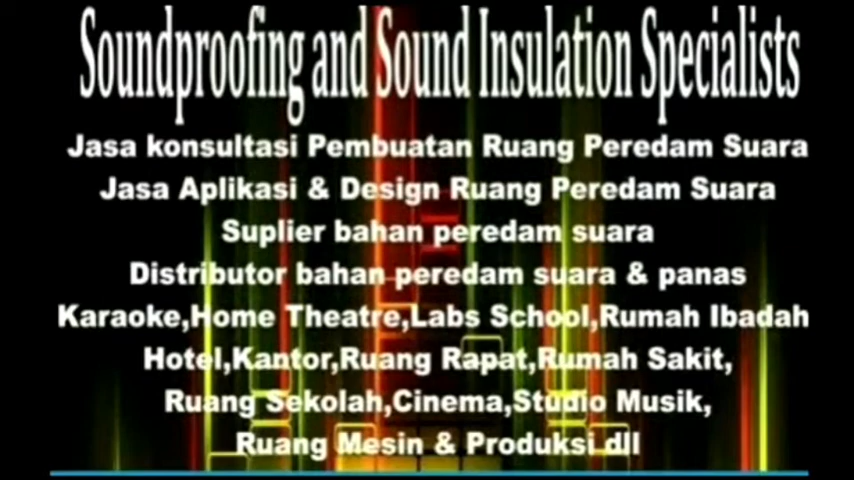 Soundproofing and Sound Insulation Specialists
Jasa konsultasi Pembuatan Ruang Peredam Suara
Jasa Aplikasi & Design Ruang Peredam Suara
Suplier bahan peredam suara
Distributor bahan peredam suara & panas
Karaoke,Home Theatre,Labs School,Rumah Ibadah
Hotel,Kantor,Ruang Rapat,Rumah Sakit,
Ruang Sekolah,Cinema,Studio Musik,
Ruang Mesin & Produksi dll